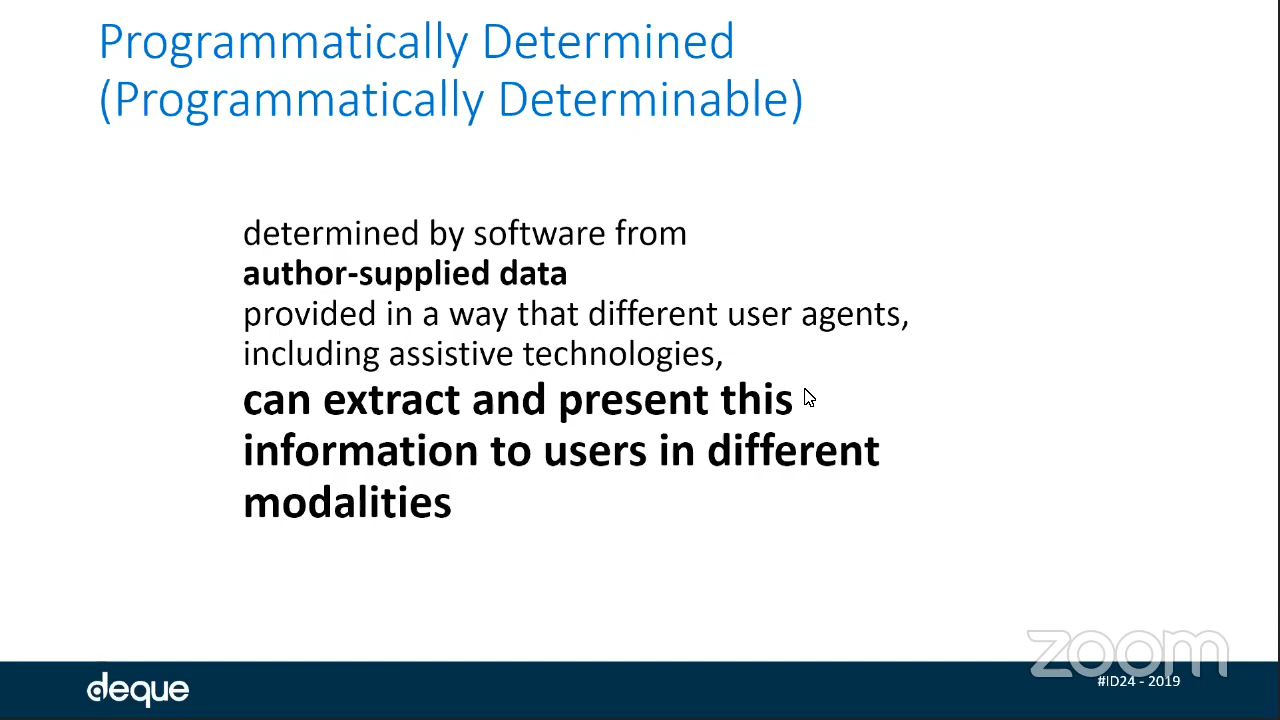 Programmatically Determined
(Programmatically Determinable)
determined by software from
author-supplied data
provided in a way that different user agents,
including assistive technologies,
can extract and present this
information to users in different
modalities
zoom
deque
#ID24 - 2019